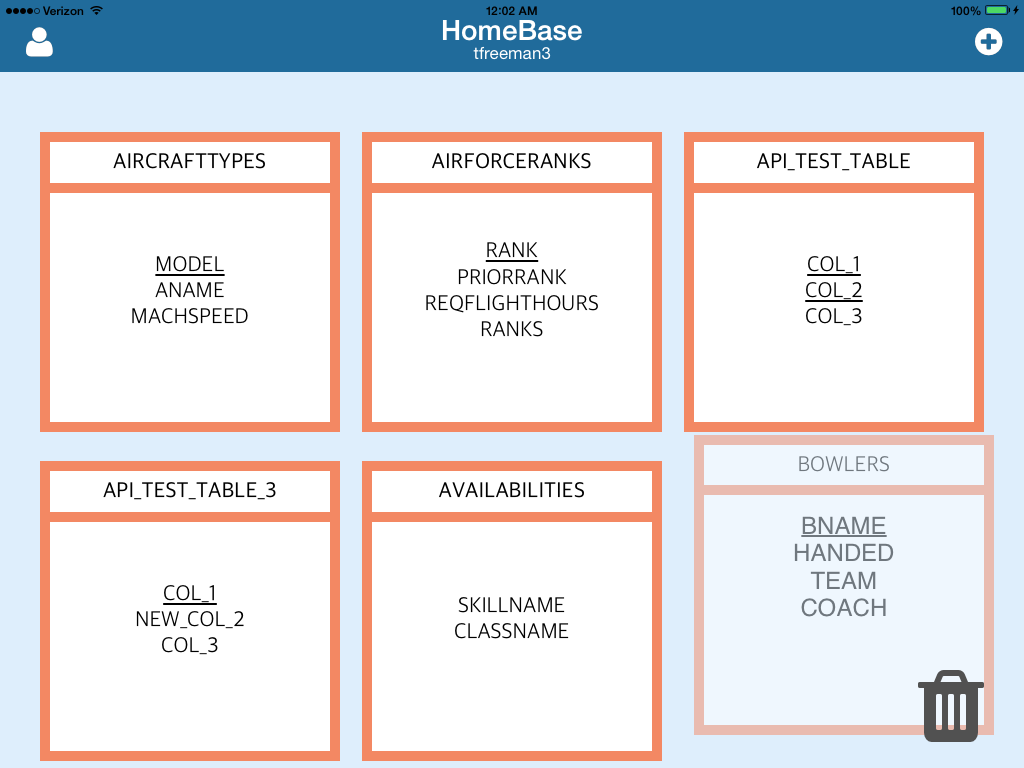 Verizon 12:02 AM 100%
HomeBase
tfreeman3
AIRCRAFTTYPES
MODEL
ANAME
MACHSPEED
AIRFORCERANKS
RANK
PRIORRANK
REQFLIGHTHOURS
RANKS
API_TEST_TABLE
COL_1
COL_2
COL_3
API_TEST_TABLE_3
COL_1
NEW_COL_2
COL_3
AVAILABILITIES
SKILLNAME
CLASSNAME
BOWLERS
BNAME
HANDED
TEAM
COACH